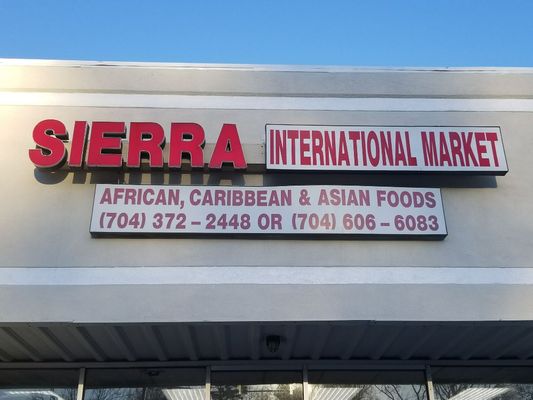 SIERRA INTERNATIONAL MARKET
AFRICAN, CARIBBEAN & ASIAN FOODS
(704) 372-2448 OR (704) 606-6083